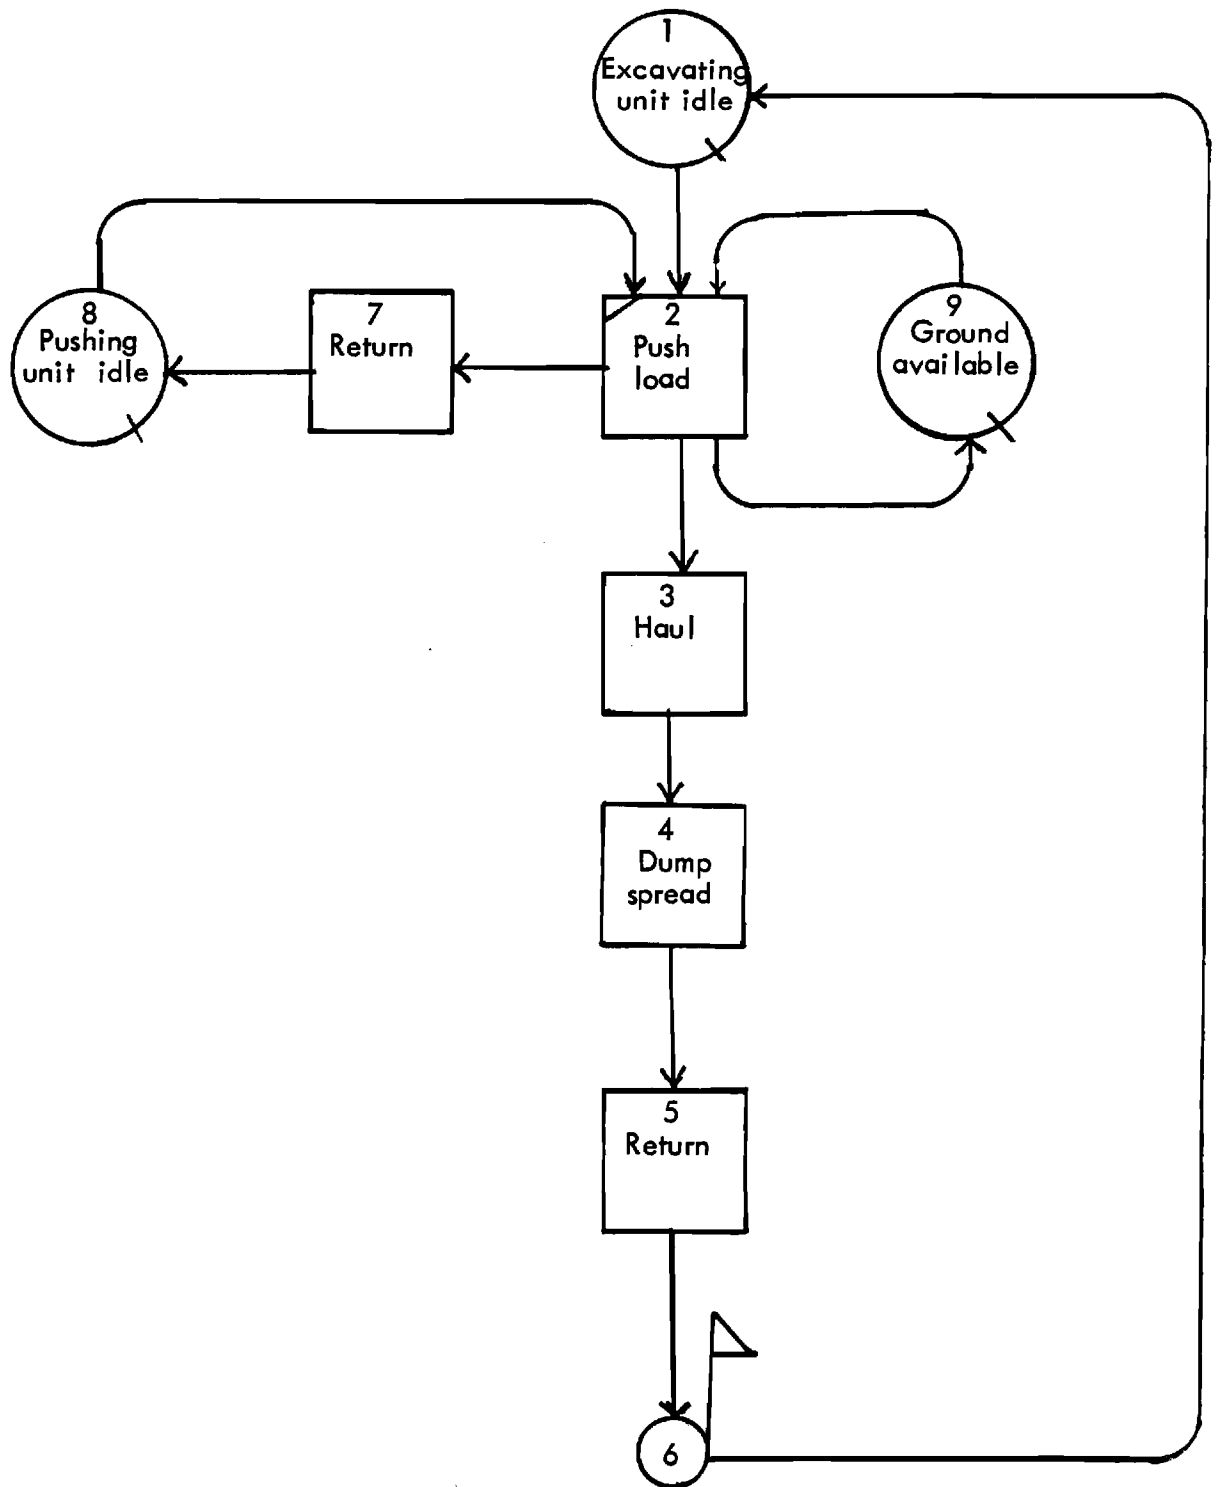 1
Excavating
unit idle
8
Pushing
unit idle
7
Return
2
Push
load
9
Ground
available
3
Haul
4
Dump
spread
5
Return
6